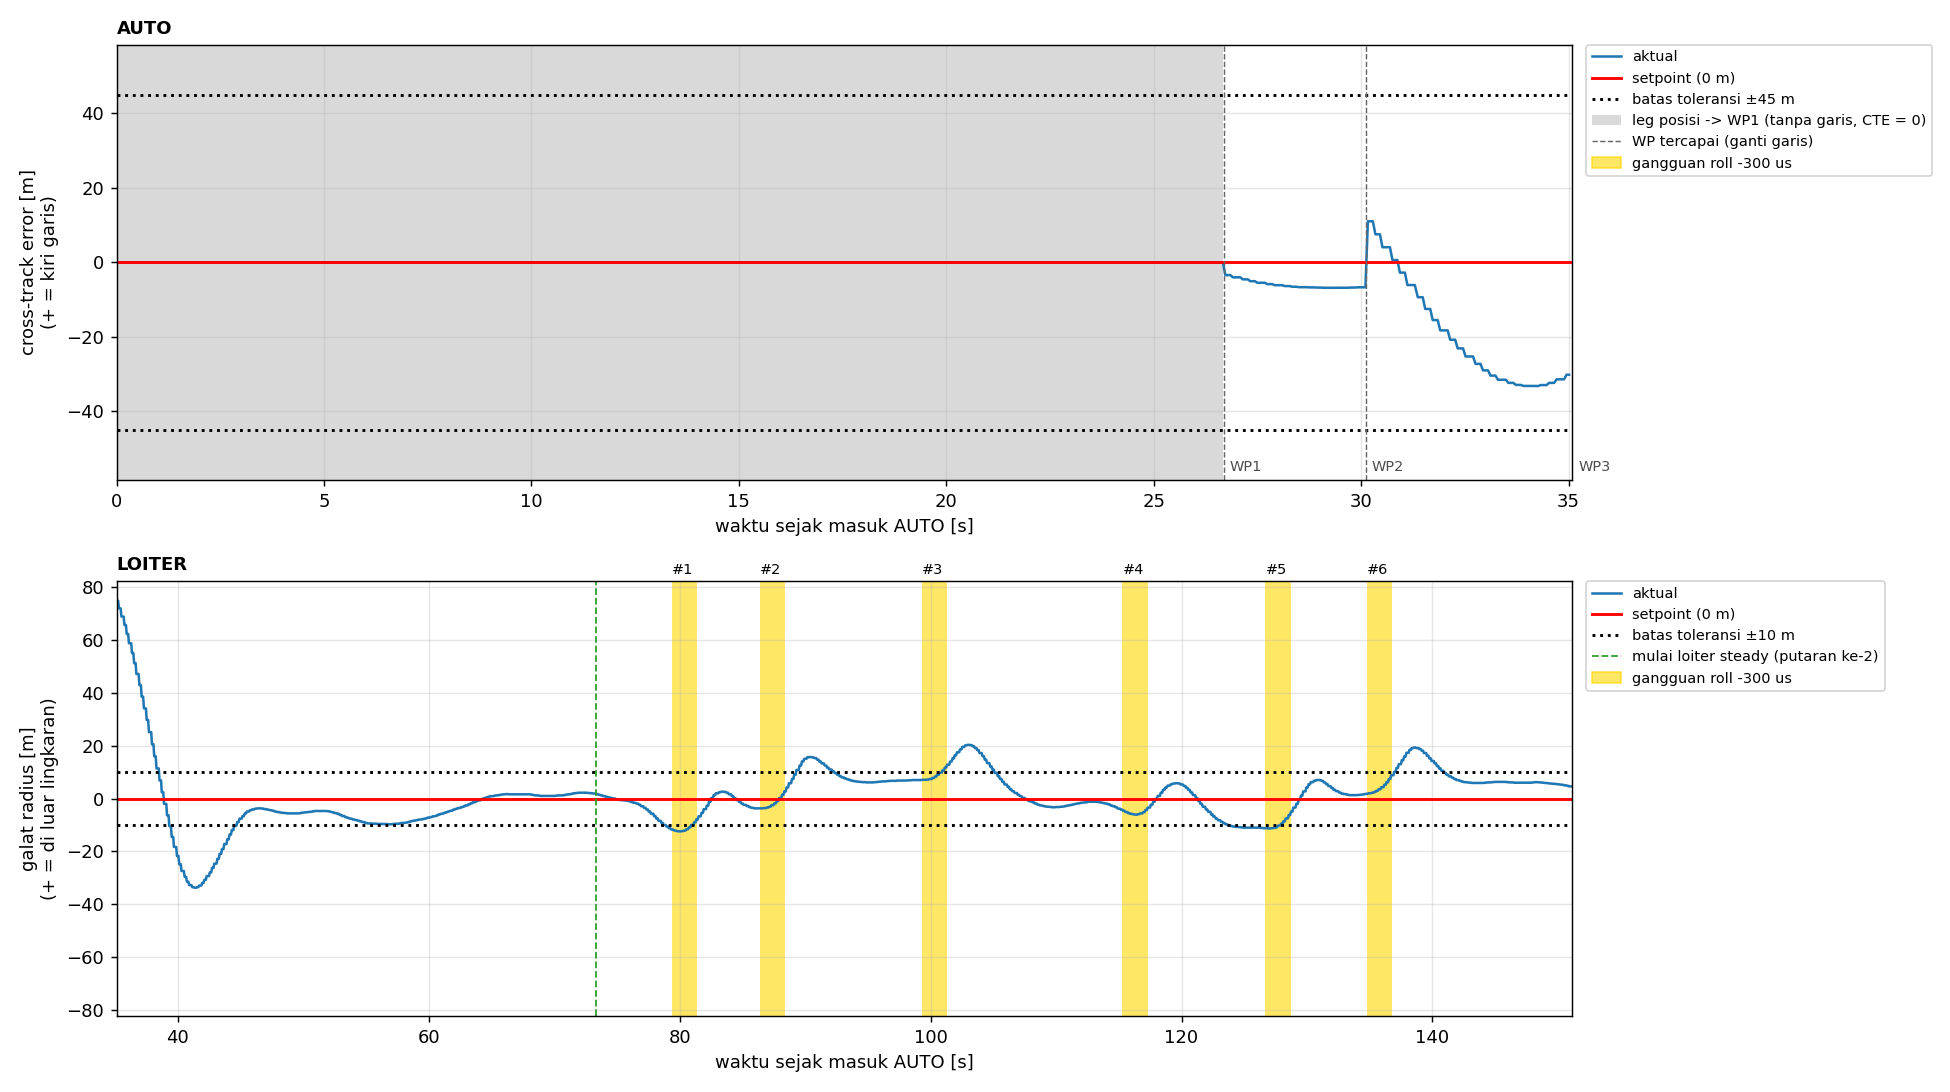 AUTO
40
20
0
−20
−40
cross-track error [m]
(+ = kiri garis)
WP1
WP2
WP3
0
5
10
15
20
25
30
35
waktu sejak masuk AUTO [s]
aktual
setpoint (0 m)
batas toleransi ±45 m
leg posisi -> WP1 (tanpa garis, CTE = 0)
WP tercapai (ganti garis)
gangguan roll -300 us
LOITER
#1
#2
#3
#4
#5
#6
80
60
40
20
0
−20
−40
−60
−80
galat radius [m]
(+ = di luar lingkaran)
40
60
80
100
120
140
waktu sejak masuk AUTO [s]
aktual
setpoint (0 m)
batas toleransi ±10 m
mulai loiter steady (putaran ke-2)
gangguan roll -300 us